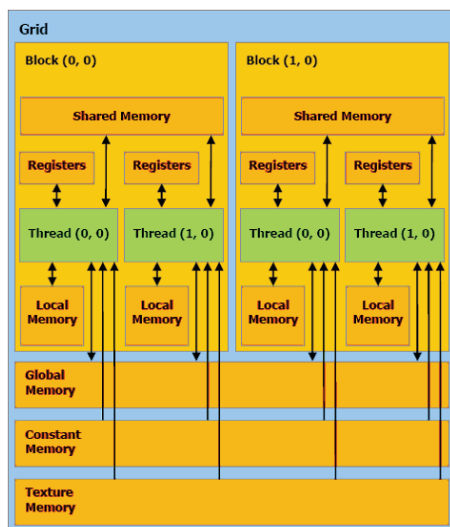 Grid
Block (0, 0)
Block (1, 0)
Shared Memory
Shared Memory
Registers
Registers
Registers
Registers
Thread (0, 0)
Thread (1, 0)
Thread (0, 0)
Thread (1, 0)
Local
Memory
Local
Memory
Local
Memory
Local
Memory
Global
Memory
Constant
Memory
Texture
Memory